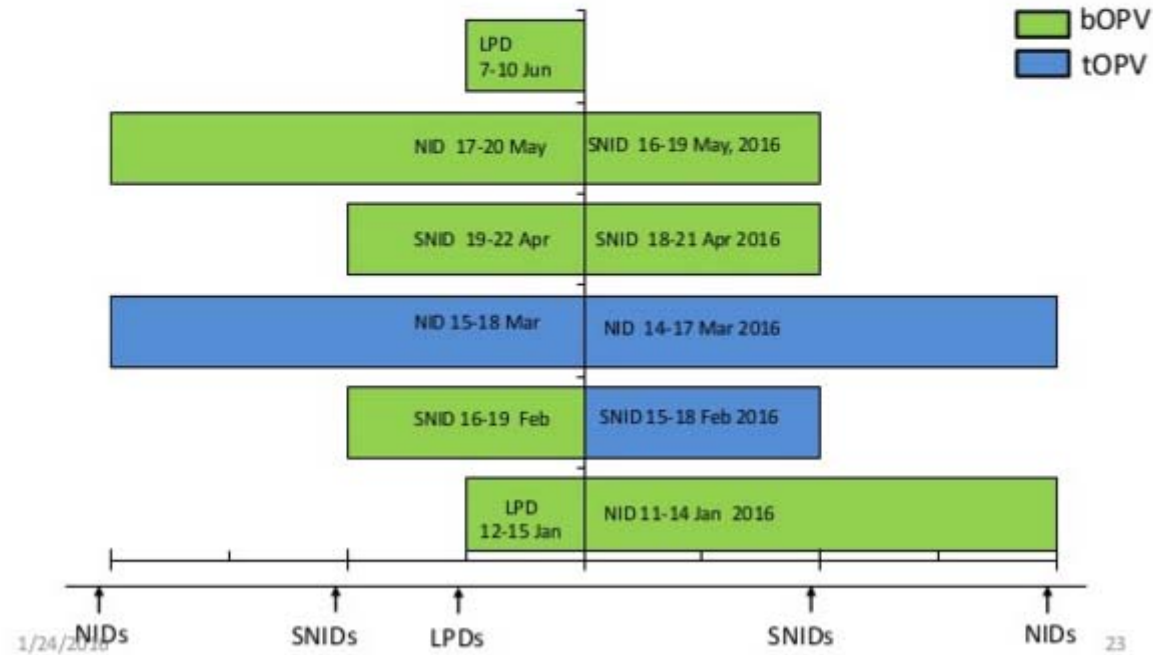 bOPV
tOPV
LPD
7-10 Jun
NID 17-20 May
SNID 16-19 May, 2016
SNID 19-22 Apr
SNID 18-21 Apr 2016
NID 15-18 Mar
NID 14-17 Mar 2016
SNID 16-19 Feb
SNID 15-18 Feb 2016
LPD
12-15 Jan
NID 11-14 Jan 2016
NIDs
SNIDs
LPDs
SNIDs
NIDs
1/24/2016
23